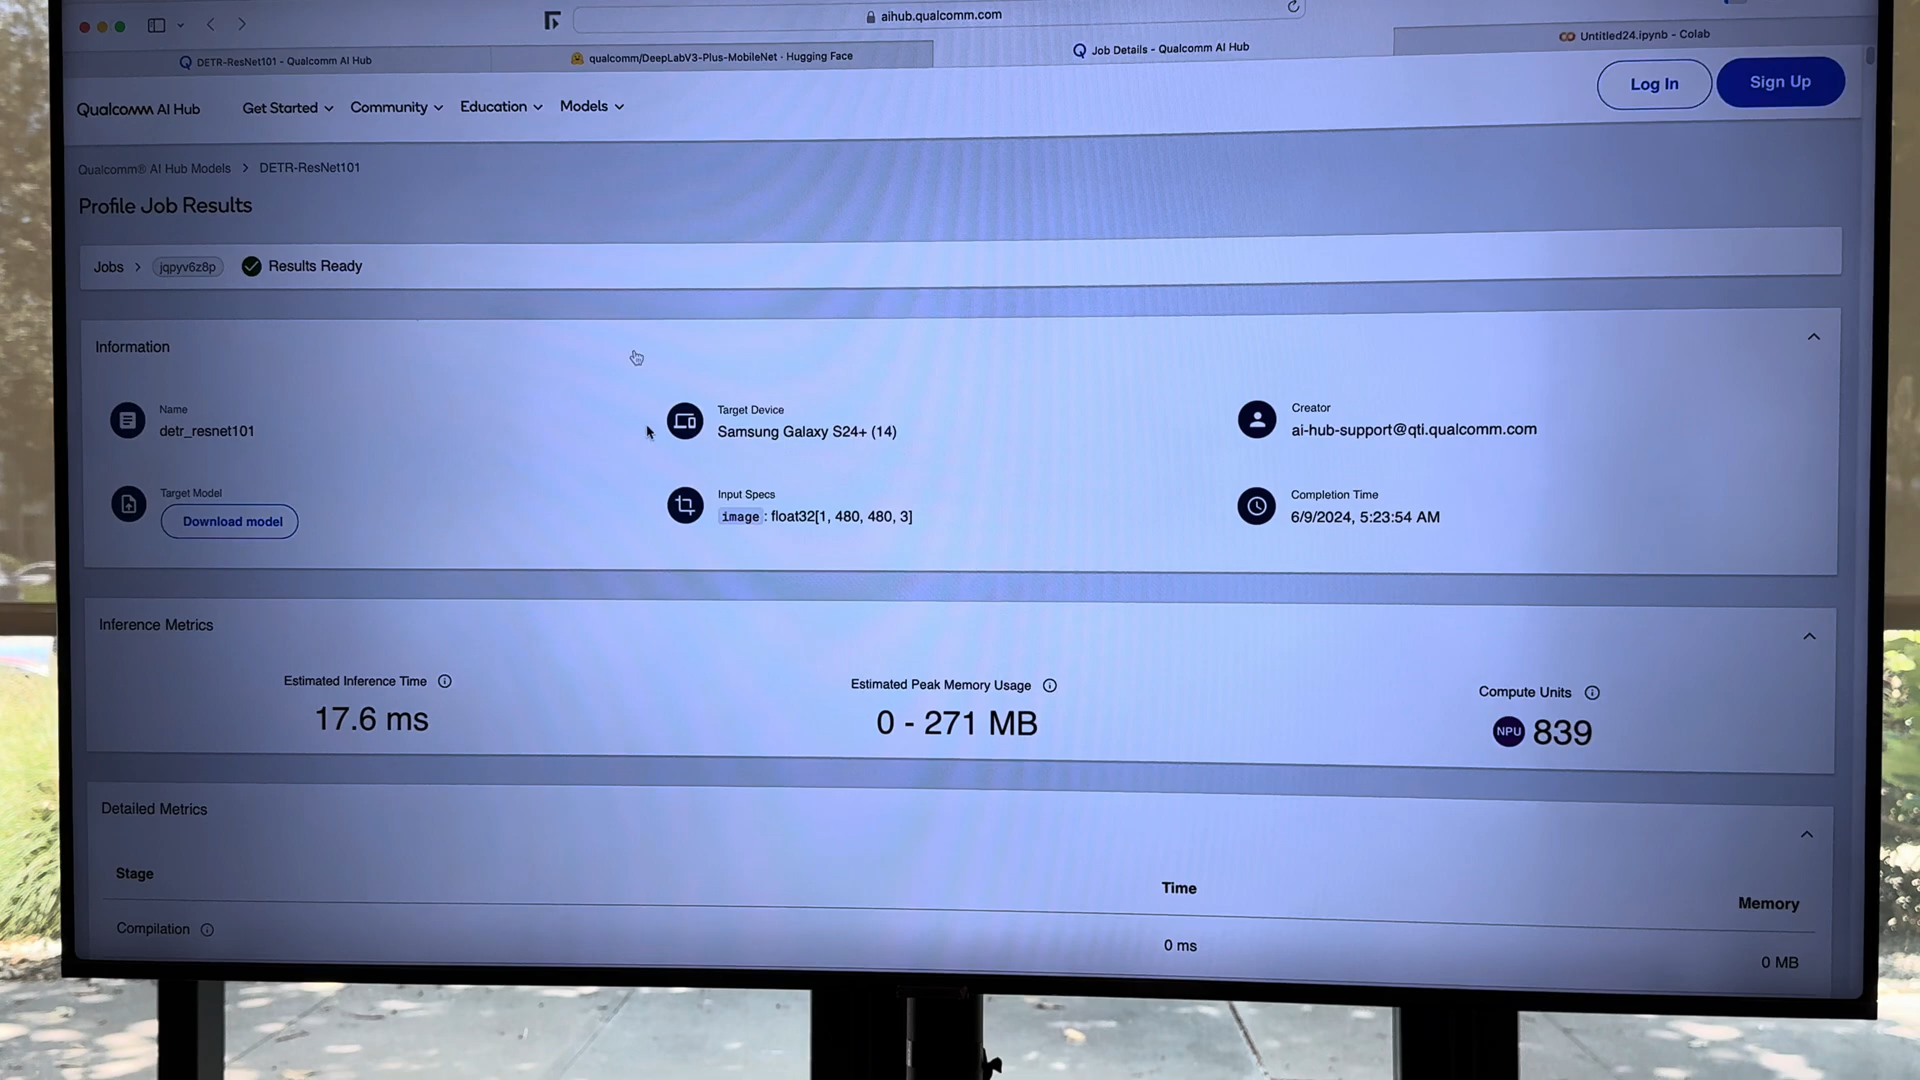 aihub.qualcomm.com
DETR-ResNet101 - Qualcomm AI Hub
qualcomm/DeepLabV3-Plus-MobileNet · Hugging Face
Job Details - Qualcomm AI Hub
Untitled24.ipynb - Colab
Qualcomm AI Hub
Get Started
Community
Education
Models
Log In
Sign Up
Qualcomm® AI Hub Models > DETR-ResNet101
Profile Job Results
Jobs > jqpyv6z8p Results Ready
Information
Name
detr_resnet101
Target Device
Samsung Galaxy S24+ (14)
Creator
ai-hub-support@qti.qualcomm.com
Target Model
Download model
Input Specs
image : float32[1, 480, 480, 3]
Completion Time
6/9/2024, 5:23:54 AM
Inference Metrics
Estimated Inference Time
17.6 ms
Estimated Peak Memory Usage
0 - 271 MB
Compute Units
NPU 839
Detailed Metrics
Stage
Time
Memory
Compilation
0 ms
0 MB